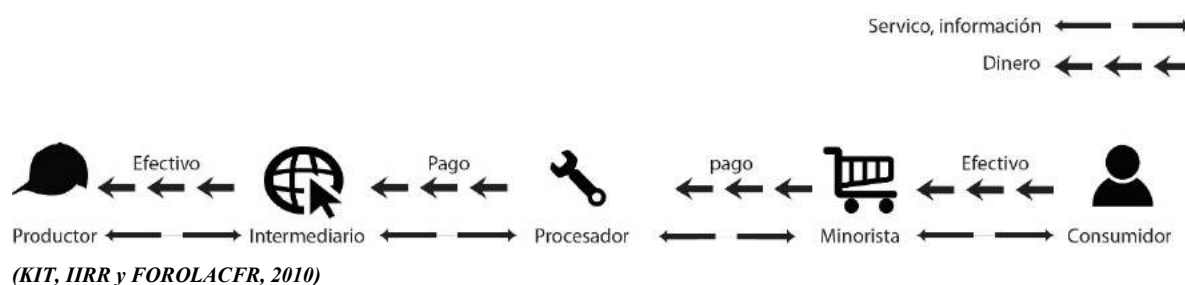 Servico, información
Dinero
Efectivo Pago pago Efectivo
Productor Intermediario Procesador Minorista Consumidor
(KIT, IIRR y FOROLACFR, 2010)